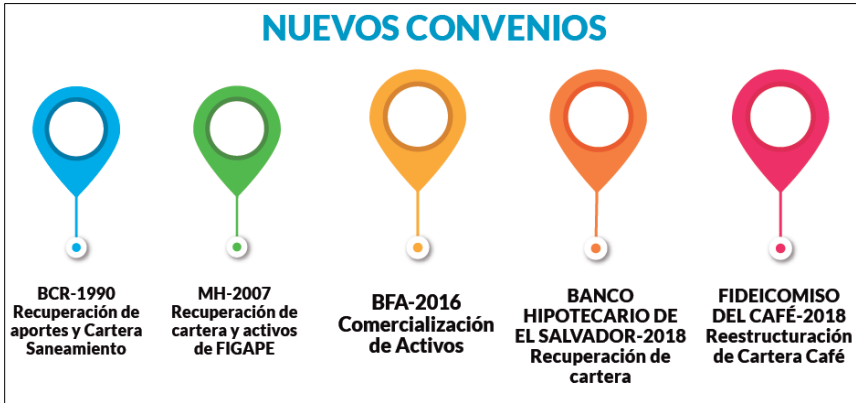 NUEVOS CONVENIOS
BCR-1990
Recuperación de
aportes y Cartera
Saneamiento
MH-2007
Recuperación de
cartera y activos
de FIGAPE
BFA-2016
Comercialización
de Activos
BANCO
HIPOTECARIO DE
EL SALVADOR-2018
Recuperación de
cartera
FIDEICOMISO
DEL CAFÉ-2018
Reestructuración
de Cartera Café